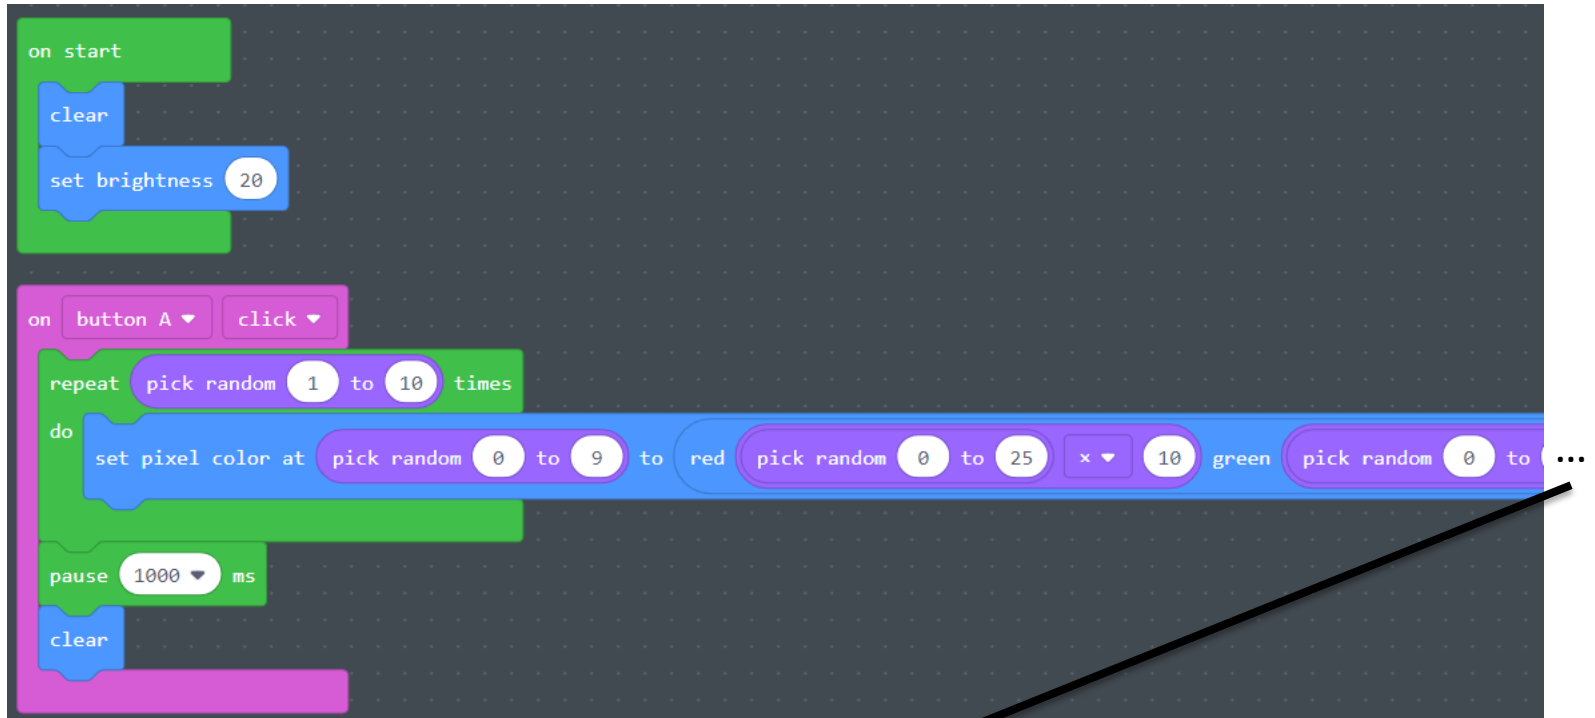 on start
clear
set brightness 20
on button A click
repeat pick random 1 to 10 times
do
set pixel color at pick random 0 to 9 to red pick random 0 to 25 × 10 green pick random 0 to ...
pause 1000 ms
clear